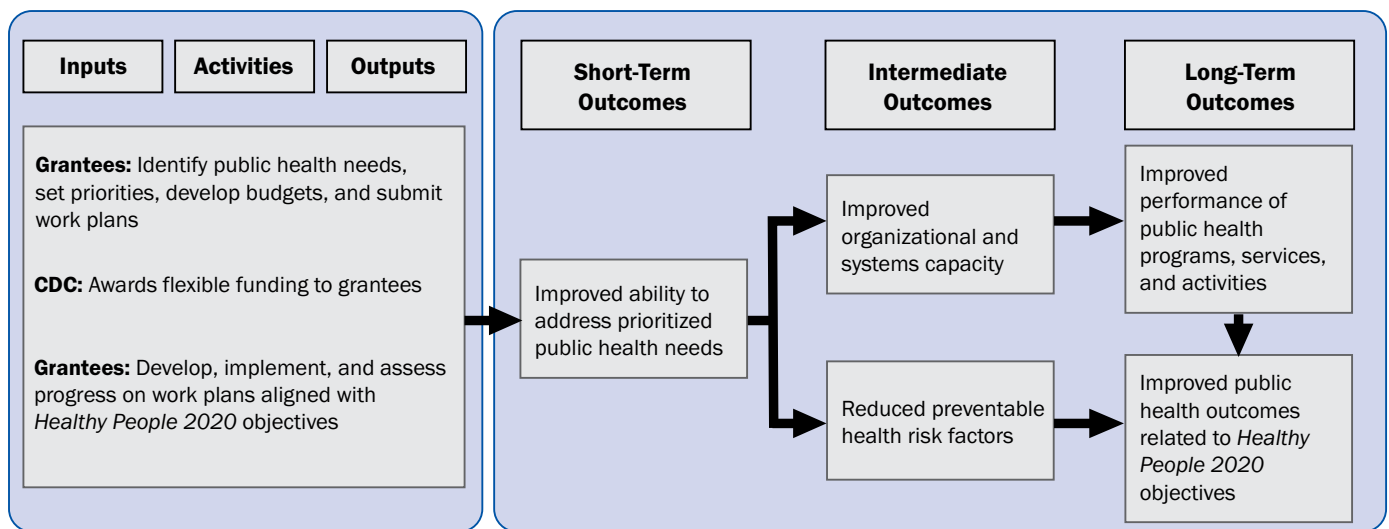 Inputs
Activities
Outputs
Grantees: Identify public health needs,
set priorities, develop budgets, and submit
work plans
CDC: Awards flexible funding to grantees
Grantees: Develop, implement, and assess
progress on work plans aligned with
Healthy People 2020 objectives
Short-Term
Outcomes
Improved ability to
address prioritized
public health needs
Intermediate
Outcomes
Improved
organizational and
systems capacity
Reduced preventable
health risk factors
Long-Term
Outcomes
Improved
performance of
public health
programs, services,
and activities
Improved public
health outcomes
related to Healthy
People 2020
objectives